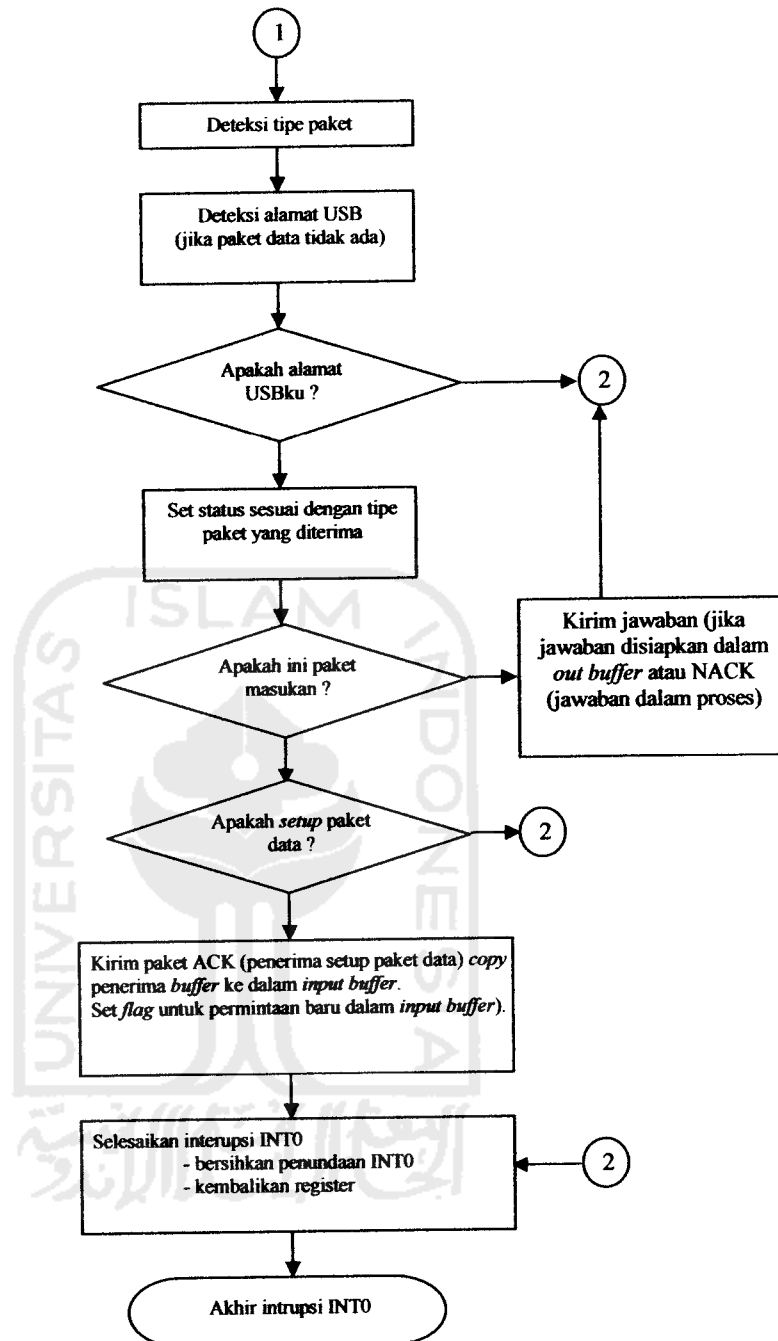 1
Deteksi tipe paket
Deteksi alamat USB
(jika paket data tidak ada)
Apakah alamat
USBku ?
2
Set status sesuai dengan tipe
paket yang diterima
Kirim jawaban (jika
jawaban disiapkan dalam
out buffer atau NACK
(jawaban dalam proses)
Apakah ini paket
masukan ?
Apakah setup paket
data ?
2
Kirim paket ACK (penerima setup paket data) copy
penerima buffer ke dalam input buffer.
Set flag untuk permintaan baru dalam input buffer).
Selesaikan interupsi INT0
- bersihkan penundaan INT0
- kembalikan register
2
Akhir intrupsi INT0
UNIVERSITAS
ISLAM
INDONESIA